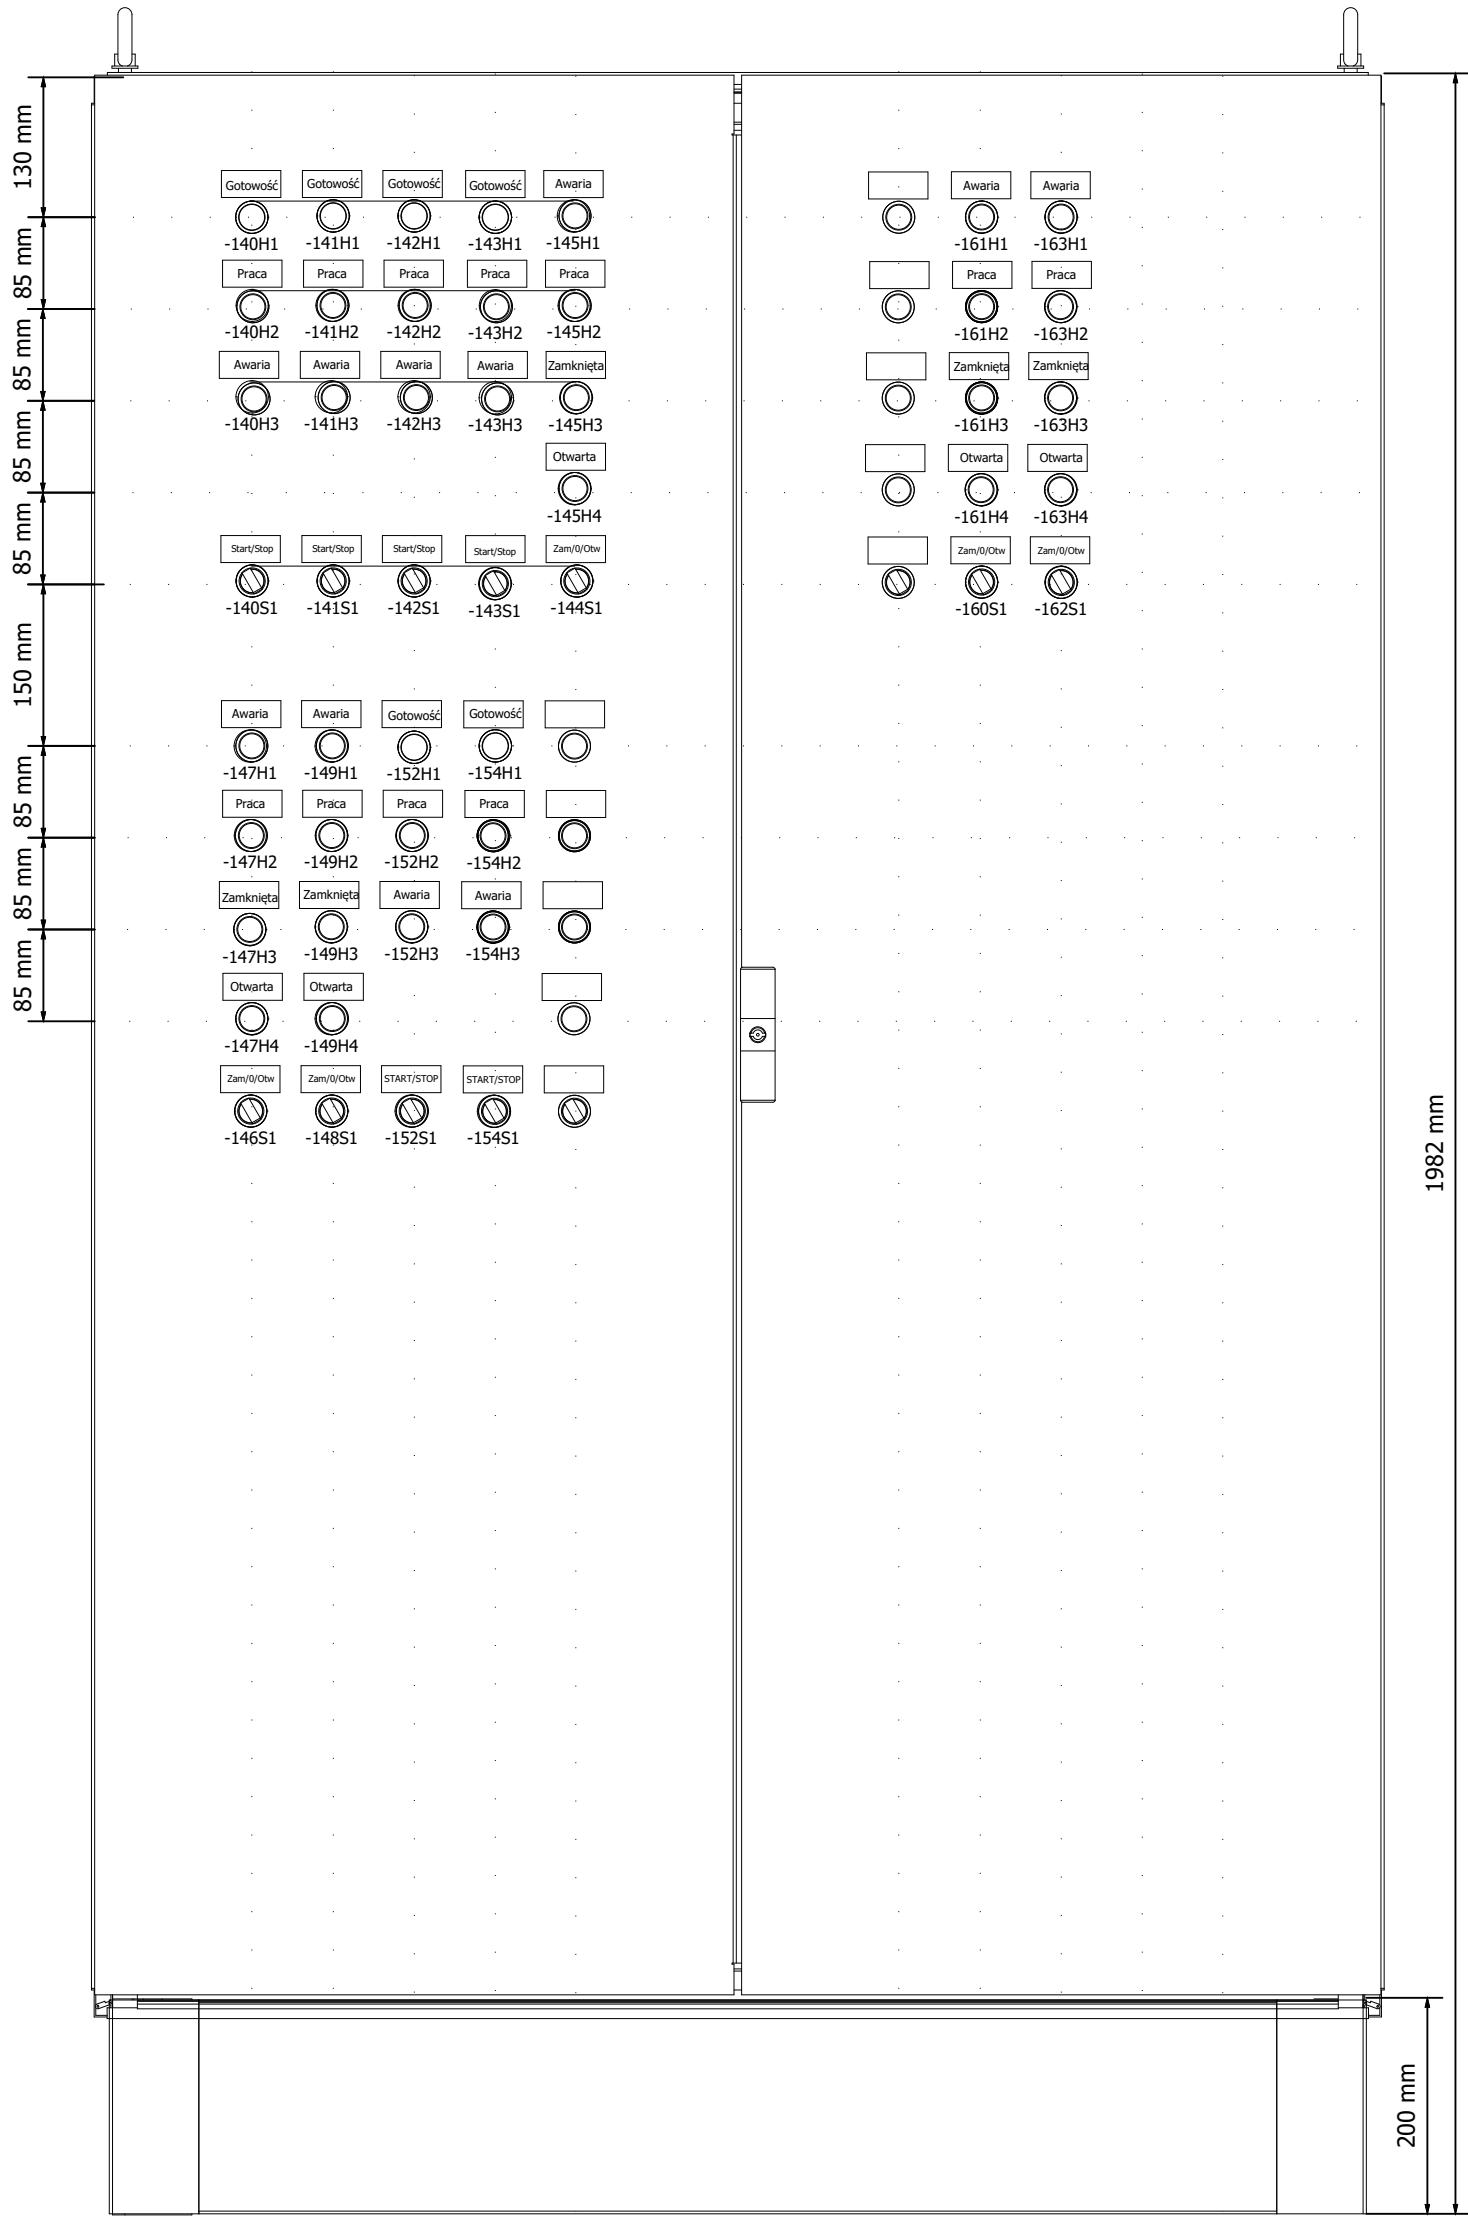 130 mm
Gotowość Gotowość Gotowość Gotowość Awaria Awaria Awaria
-140H1 -141H1 -142H1 -143H1 -145H1 -161H1 -163H1
85 mm
Praca Praca Praca Praca Praca Praca Praca
-140H2 -141H2 -142H2 -143H2 -145H2 -161H2 -163H2
85 mm
Awaria Awaria Awaria Awaria Zamknięta Zamknięta Zamknięta
-140H3 -141H3 -142H3 -143H3 -145H3 -161H3 -163H3
85 mm
Otwarta Otwarta Otwarta
-145H4 -161H4 -163H4
85 mm
Start/Stop Start/Stop Start/Stop Start/Stop Zam/0/Otw Zam/0/Otw Zam/0/Otw
-140S1 -141S1 -142S1 -143S1 -144S1 -160S1 -162S1
150 mm
Awaria Awaria Gotowość Gotowość
-147H1 -149H1 -152H1 -154H1
85 mm
Praca Praca Praca Praca
-147H2 -149H2 -152H2 -154H2
85 mm
Zamknięta Zamknięta Awaria Awaria
-147H3 -149H3 -152H3 -154H3
85 mm
Otwarta Otwarta
-147H4 -149H4
Zam/0/Otw Zam/0/Otw START/STOP START/STOP
-146S1 -148S1 -152S1 -154S1
1982 mm
200 mm